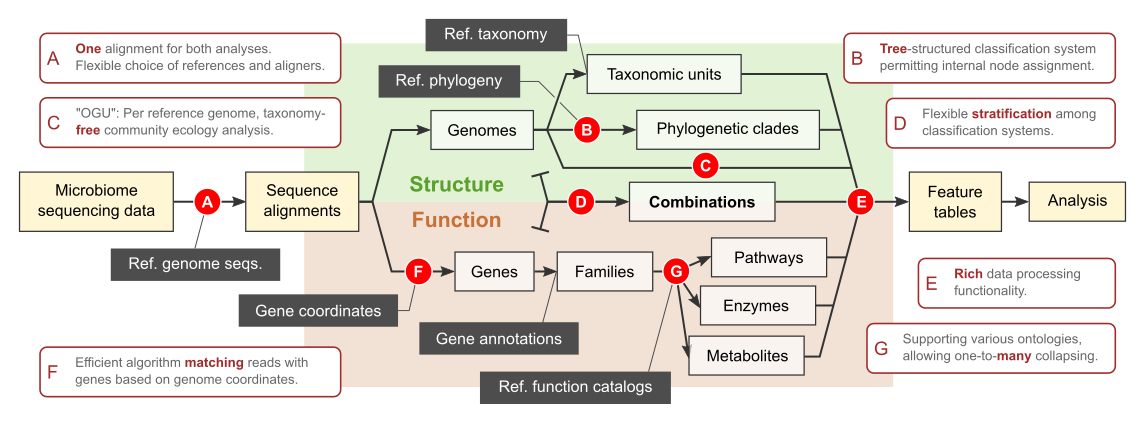 Ref. taxonomy
A
One alignment for both analyses.
Flexible choice of references and aligners.
B
Tree-structured classification system
permitting internal node assignment.
Taxonomic units
Ref. phylogeny
C
"OGU": Per reference genome, taxonomy-
free community ecology analysis.
D
Flexible stratification among
classification systems.
Genomes
B
Phylogenetic clades
C
Structure
Microbiome
sequencing data
A
Sequence
alignments
D
Combinations
E
Feature
tables
Analysis
Function
Ref. genome seqs.
F
Genes
Families
G
Pathways
Enzymes
Metabolites
Gene coordinates
Gene annotations
Ref. function catalogs
E
Rich data processing
functionality.
G
Supporting various ontologies,
allowing one-to-many collapsing.
F
Efficient algorithm matching reads with
genes based on genome coordinates.